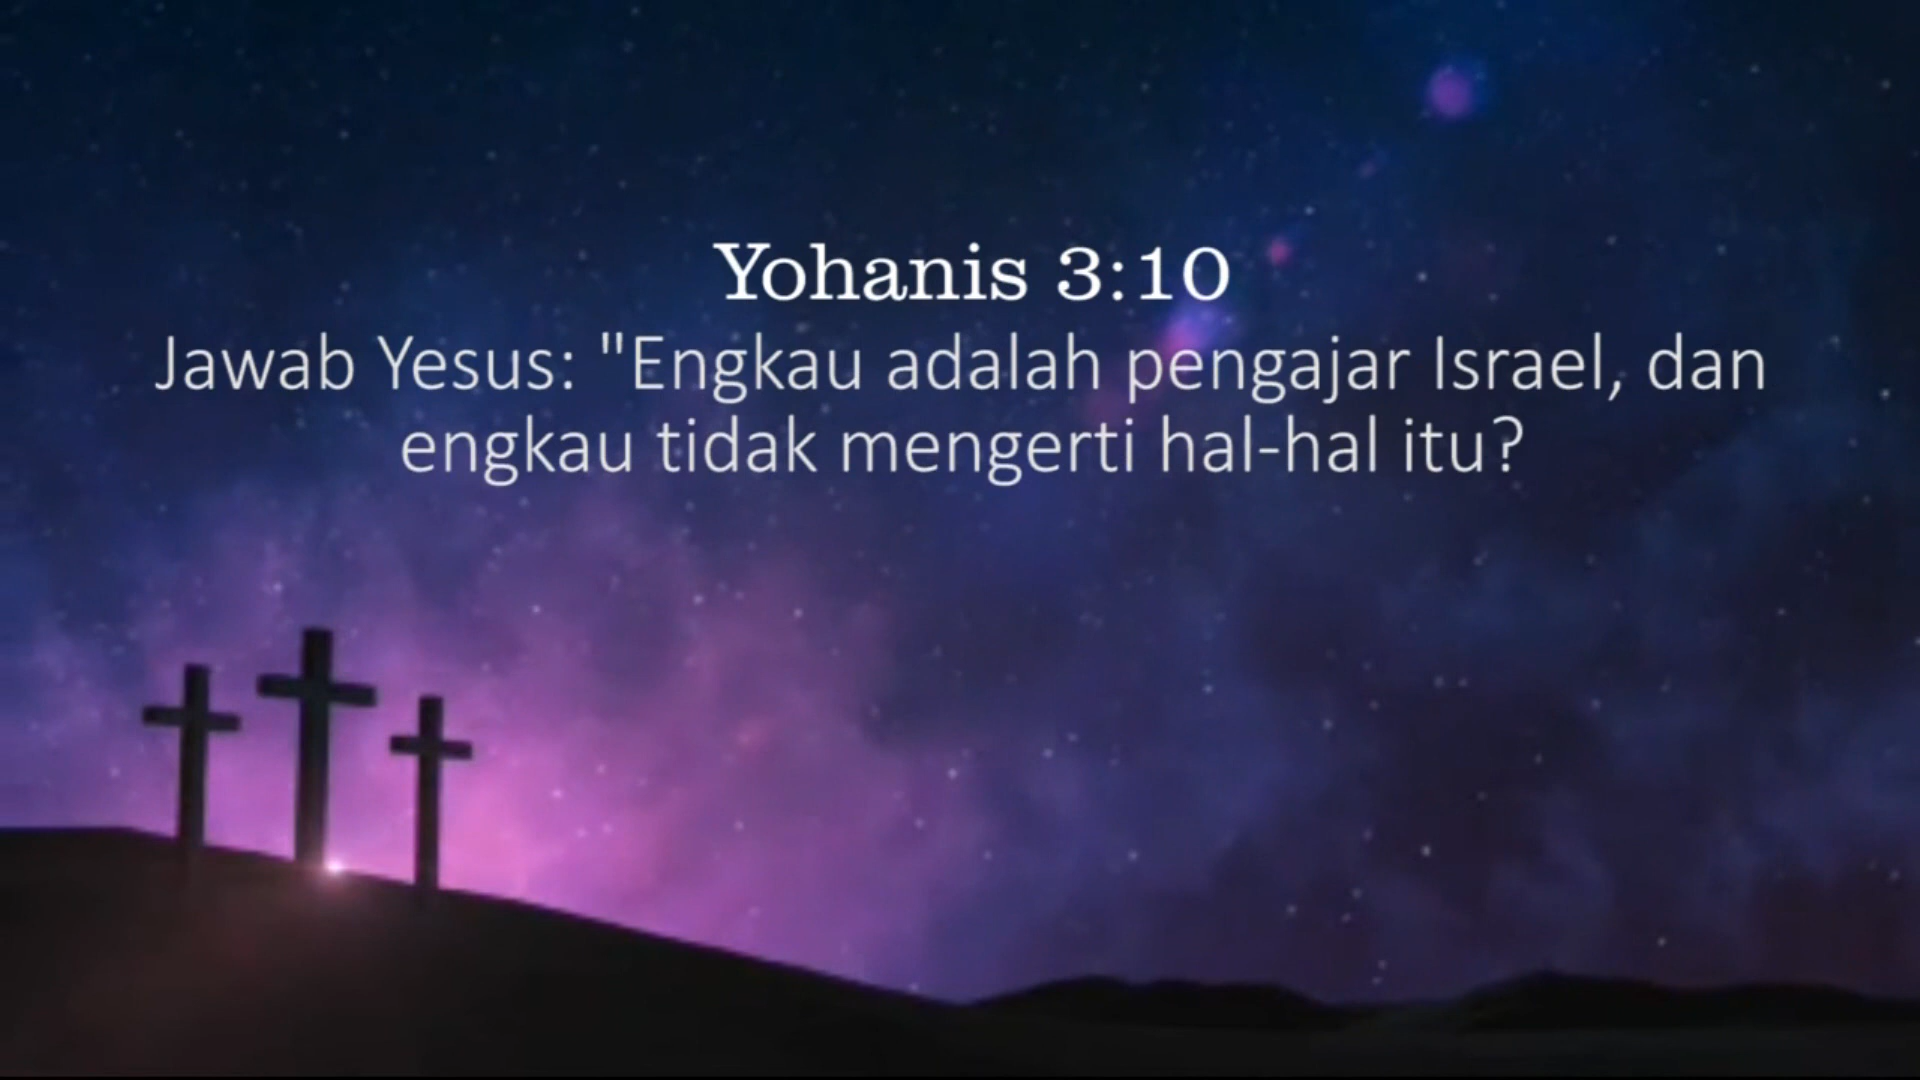 Yohanis 3:10
Jawab Yesus: "Engkau adalah pengajar Israel, dan
engkau tidak mengerti hal-hal itu?